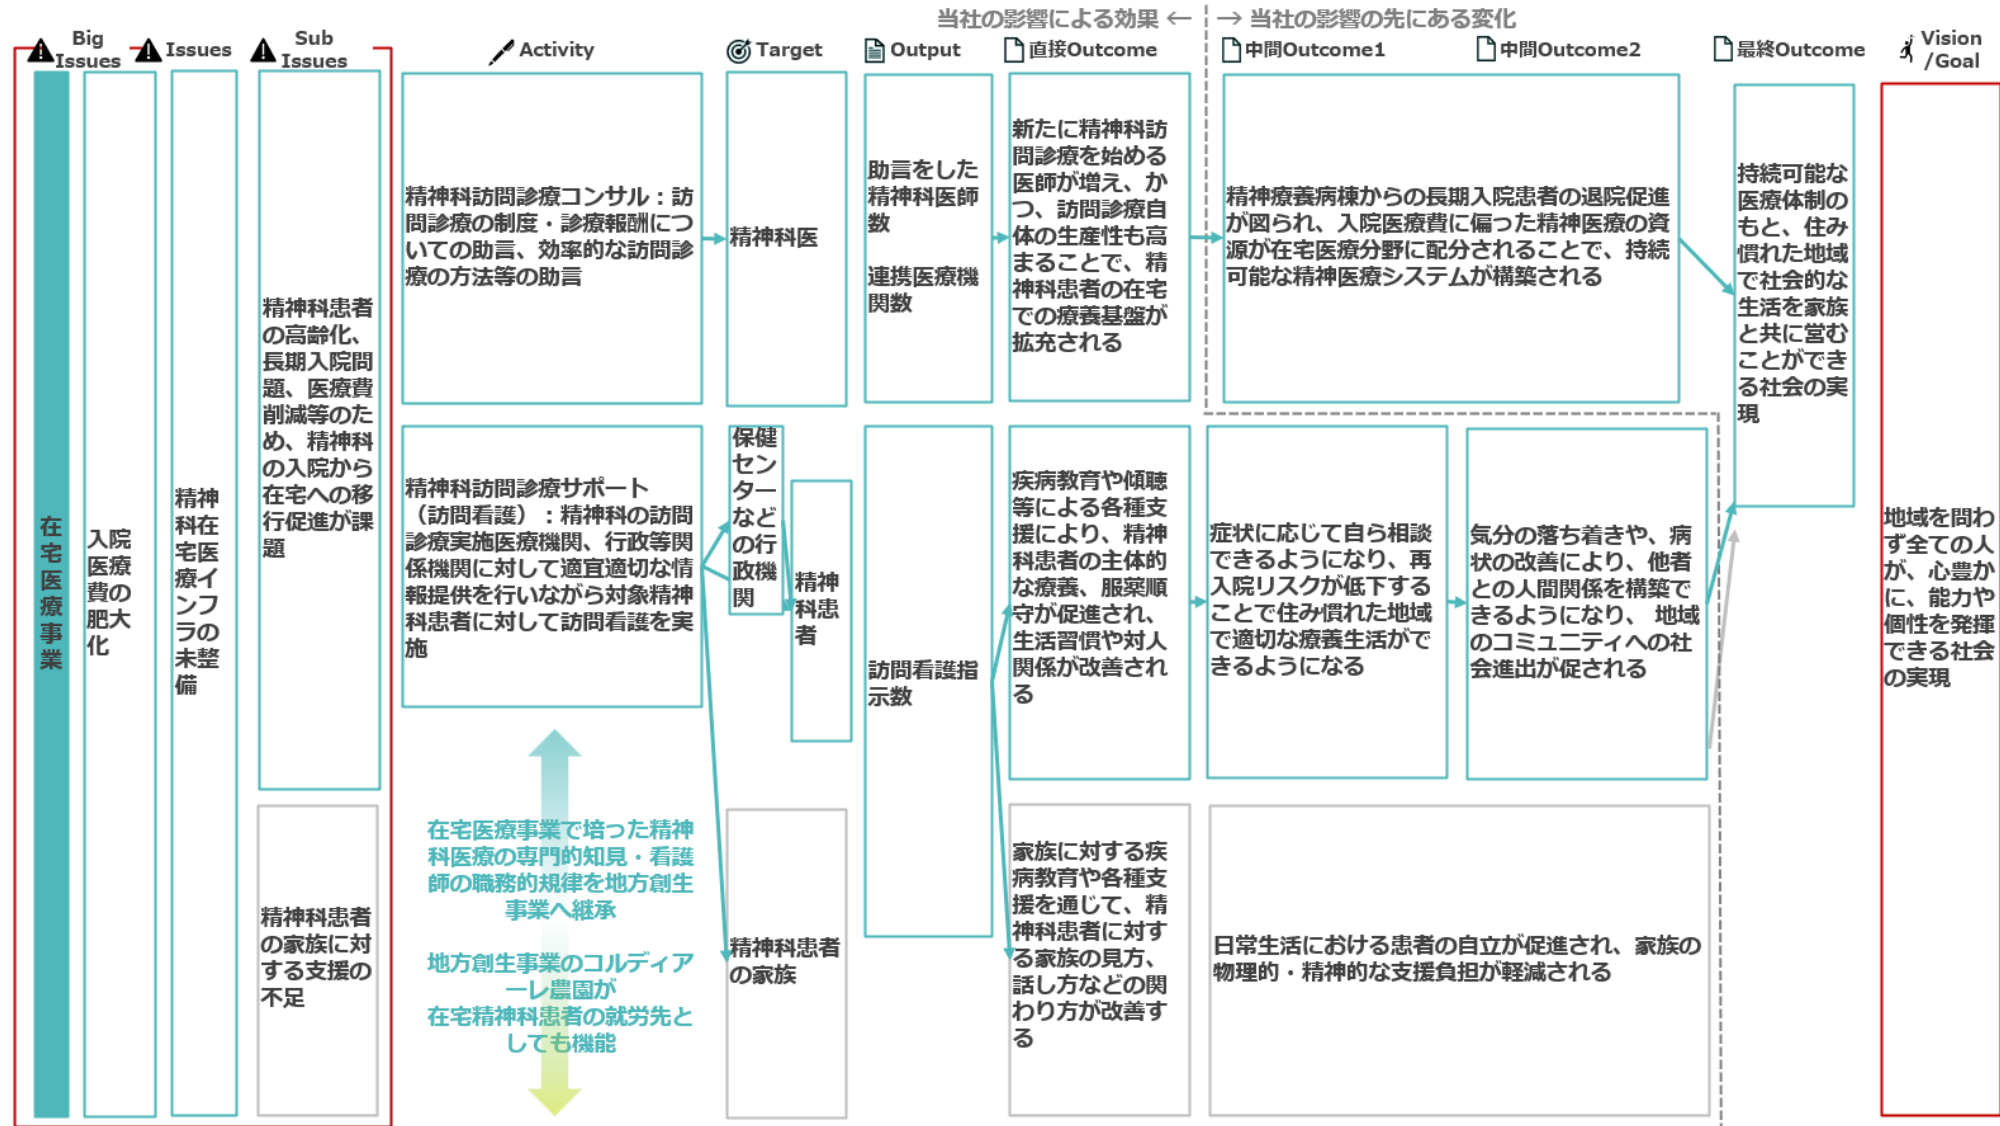 当社の影響による効果 ←
→ 当社の影響の先にある変化
Big
Issues
Issues
Sub
Issues
Activity
Target
Output
直接Outcome
中間Outcome1
中間Outcome2
最終Outcome
Vision
/Goal
在宅医療事業
入院
医療
費の
肥大
化
精神
科在
宅医
療イ
ンフ
ラの
未整
備
精神科患者
の高齢化、
長期入院問
題、医療費
削減等のた
め、精神科
の入院から
在宅への移
行促進が課
題
精神科患者
の家族に対
する支援の
不足
精神科訪問診療コンサル：訪
問診療の制度・診療報酬につ
いての助言、効率的な訪問診
療の方法等の助言
精神科医
助言をした
精神科医師
数
連携医療機
関数
新たに精神科訪
問診療を始める
医師が増え、か
つ、訪問診療自
体の生産性も高
まることで、精
神科患者の在宅
での療養基盤が
拡充される
精神療養病棟からの長期入院患者の退院促進
が図られ、入院医療費に偏った精神医療の資
源が在宅医療分野に配分されることで、持続
可能な精神医療システムが構築される
持続可能な
医療体制の
もと、住み
慣れた地域
で社会的な
生活を家族
と共に営む
ことができ
る社会の実
現
地域を問わ
ず全ての人
が、心豊か
に、能力や
個性を発揮
できる社会
の実現
精神科訪問診療サポート
（訪問看護）：精神科の訪問
診療実施医療機関、行政等関
係機関に対して適宜適切な情
報提供を行いながら対象精神
科患者に対して訪問看護を実
施
保健
セン
ター
など
の行
政機
関
精神
科患
者
訪問看護指
示数
疾病教育や傾聴
等による各種支
援により、精神
科患者の主体的
な療養、服薬順
守が促進され、
生活習慣や対人
関係が改善され
る
症状に応じて自ら相談
できるようになり、再
入院リスクが低下する
ことで住み慣れた地域
で適切な療養生活がで
きるようになる
気分の落ち着きや、病
状の改善により、他者
との人間関係を構築で
きるようになり、 地域
のコミュニティへの社
会進出が促される
在宅医療事業で培った精神
科医療の専門的知見・看護
師の職務的規律を地方創生
事業へ継承
地方創生事業のコルディア
ーレ農園が
在宅精神科患者の就労先と
しても機能
精神科患者
の家族
家族に対する疾
病教育や各種支
援を通じて、精
神科患者に対す
る家族の見方、
話し方などの関
わり方が改善す
る
日常生活における患者の自立が促進され、家族の
物理的・精神的な支援負担が軽減される